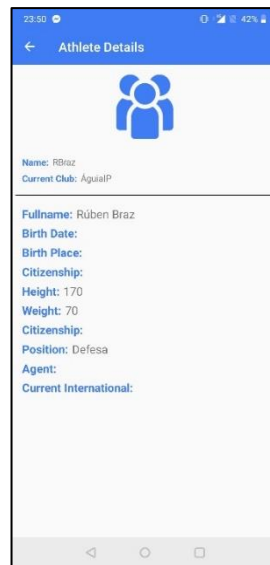 23:50
42%
Athlete Details
Name: RBraz
Current Club: ÁguiaIP
Fullname: Rúben Braz
Birth Date:
Birth Place:
Citizenship:
Height: 170
Weight: 70
Citizenship:
Position: Defesa
Agent:
Current International: